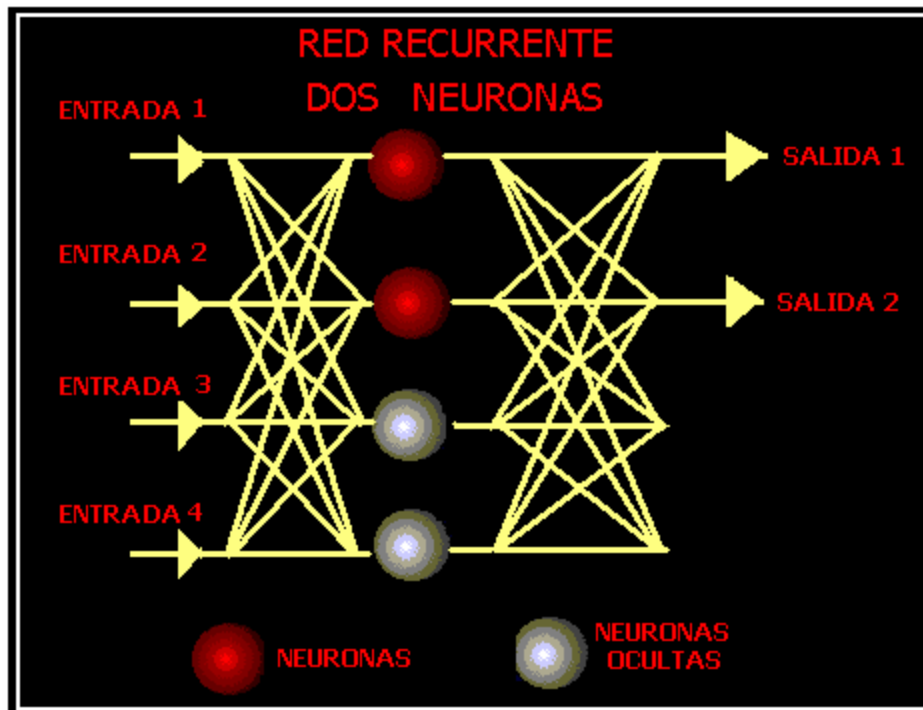 RED RECURRENTE
DOS NEURONAS
ENTRADA 1
SALIDA 1
ENTRADA 2
SALIDA 2
ENTRADA 3
ENTRADA 4
NEURONAS
NEURONAS
OCULTAS